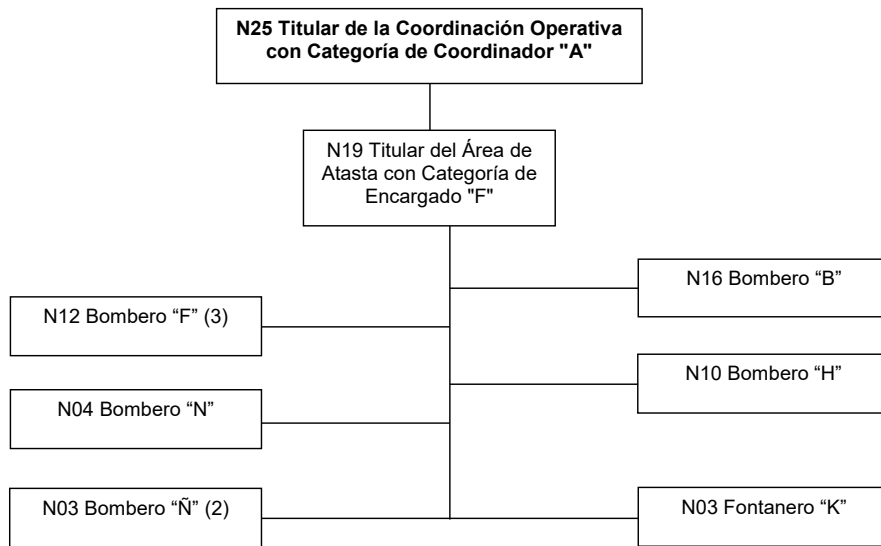 N25 Titular de la Coordinación Operativa
con Categoría de Coordinador "A"
N19 Titular del Área de
Atasta con Categoría de
Encargado "F"
N16 Bombero “B”
N12 Bombero “F” (3)
N10 Bombero “H”
N04 Bombero “N”
N03 Bombero “Ñ” (2)
N03 Fontanero “K”